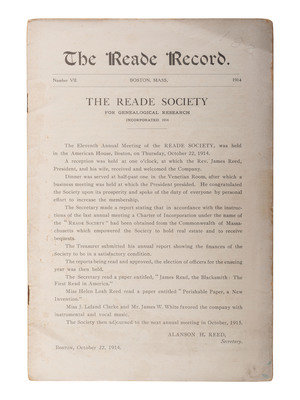 The Reade Record.
Number VII. BOSTON, MASS. 1914
THE READE SOCIETY
FOR GENEALOGICAL RESEARCH
INCORPORATED 1914
The Eleventh Annual Meeting of the READE SOCIETY, was held
in the American House, Boston, on Thursday, October 22, 1914.
A reception was held at one o'clock, at which the Rev. James Reed,
President, and his wife, received and welcomed the Company.
Dinner was served at half-past one in the Venetian Room, after which a
business meeting was held at which the President presided. He congratulated
the Society upon its prosperity and spoke of the duty of everyone by personal
effort to increase the membership.
The Secretary made a report stating that in accordance with the instruc-
tions of the last annual meeting a Charter of Incorporation under the name of
the "READE SOCIETY" had been obtained from the Commonwealth of Massa-
chusetts which empowered the Society to hold real estate and to receive
bequests.
The Treasurer submitted his annual report showing the finances of the
Society to be in a satisfactory condition.
The reports being read and approved, the election of officers for the ensuing
year was then held.
The Secretary read a paper entitled, "James Read, the Blacksmith: The
First Read in America."
Miss Helen Leah Reed read a paper entitled "Perishable Paper, a New
Invention."
Miss J. Leland Clarke and Mr. James W. White favored the company with
instrumental and vocal music.
The Society then adjourned to the next annual meeting in October, 1915.
ALANSON H. REED,
Secretary.
Boston, October 22, 1914.